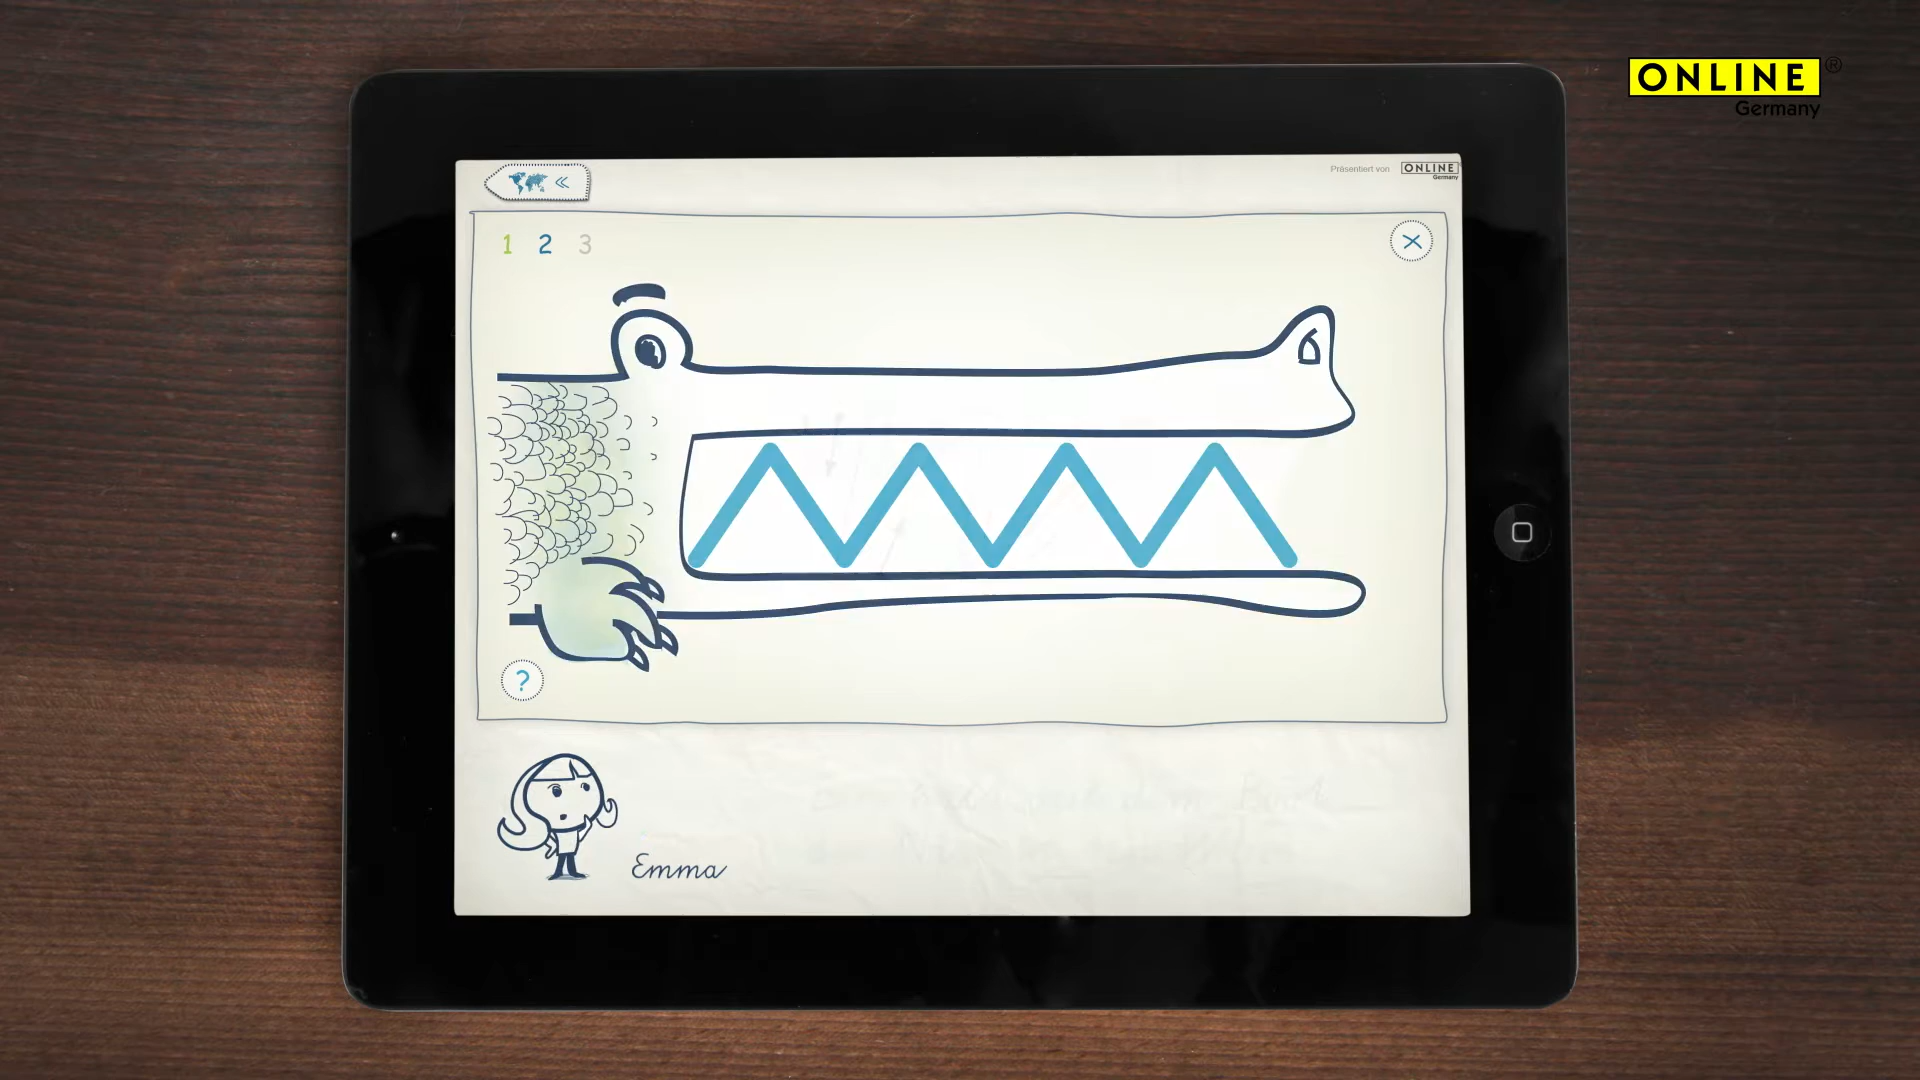 ONLINE®
Germany
Präsentiert von ONLINE
Germany
1 2 3
?
Emma